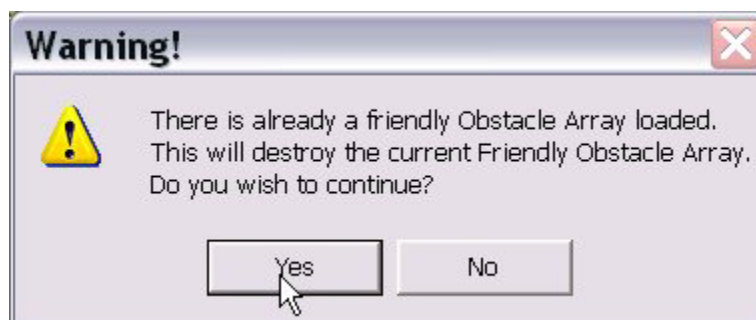 Warning!
There is already a friendly Obstacle Array loaded.
This will destroy the current Friendly Obstacle Array.
Do you wish to continue?
Yes No